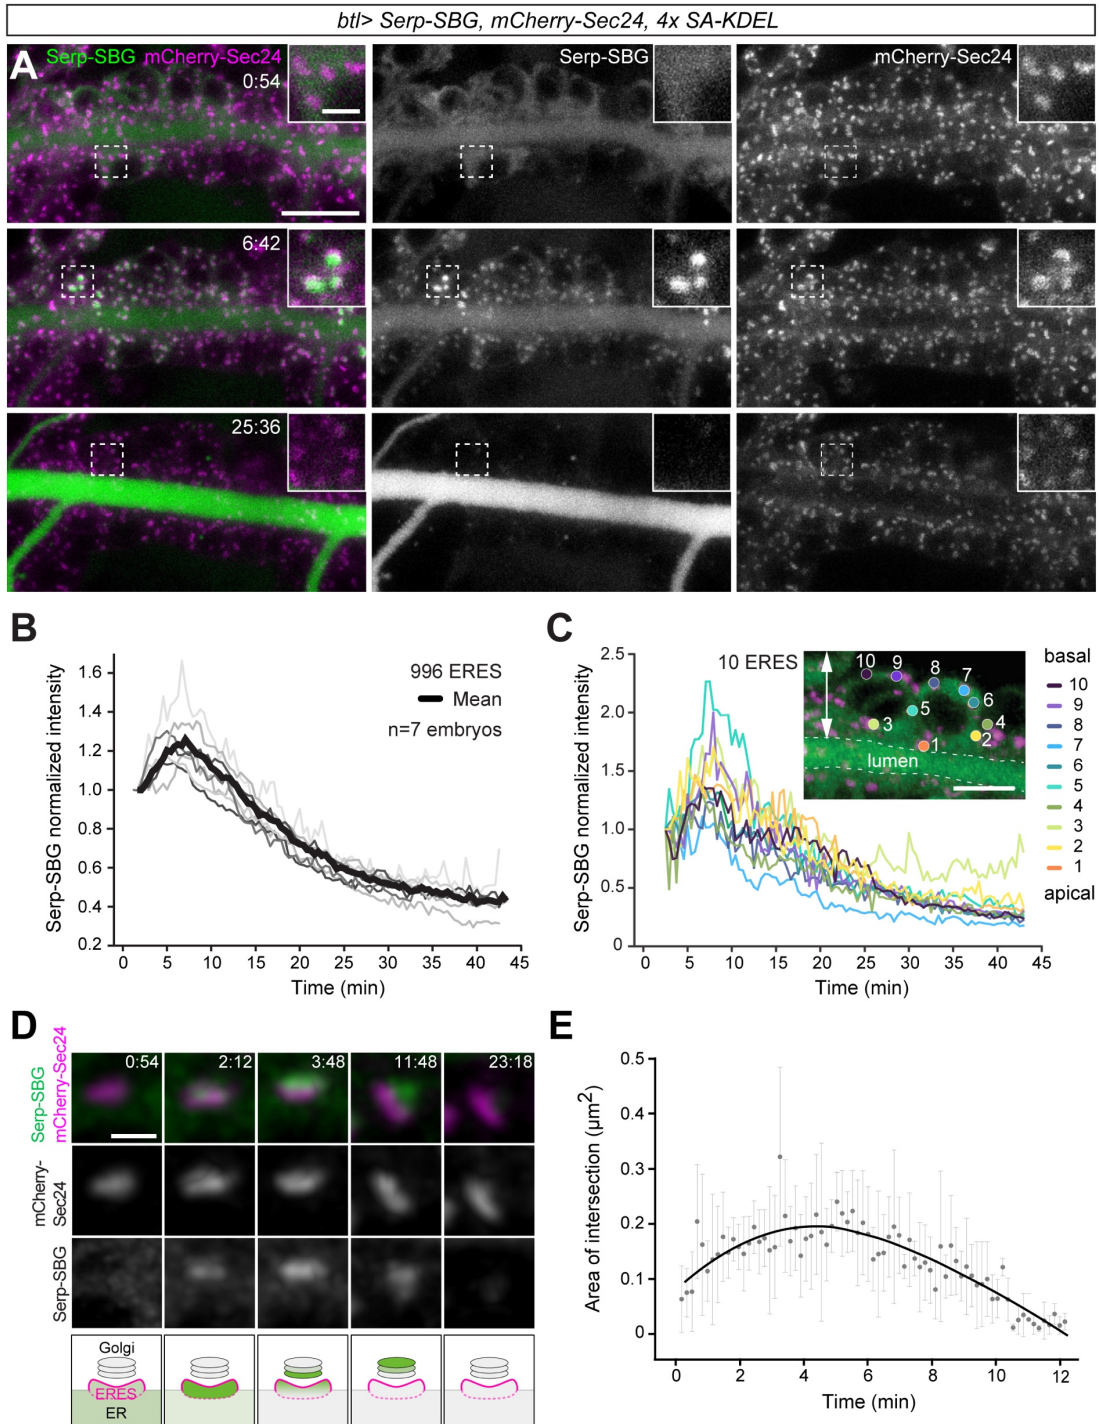 btl> Serp-SBG, mCherry-Sec24, 4x SA-KDEL
A
Serp-SBG mCherry-Sec24
0:54
Serp-SBG
mCherry-Sec24
6:42
25:36
B
Serp-SBG normalized intensity
1.6
1.4
1.2
1.0
0.8
0.6
0.4
0.2
996 ERES
Mean
n=7 embryos
0 5 10 15 20 25 30 35 40 45
Time (min)
C
Serp-SBG normalized intensity
2.5
2.0
1.5
1.0
0.5
0
10 ERES
10 9 8 7 6 5 4 3 2 1
lumen
basal
10
9
8
7
6
5
4
3
2
1
apical
0 5 10 15 20 25 30 35 40 45
Time (min)
D
Serp-SBG
mCherry-Sec24
0:54 2:12 3:48 11:48 23:18
mCherry-
Sec24
Serp-SBG
Golgi
ERES
ER
E
Area of intersection (µm²)
0.5
0.4
0.3
0.2
0.1
0
0 2 4 6 8 10 12
Time (min)